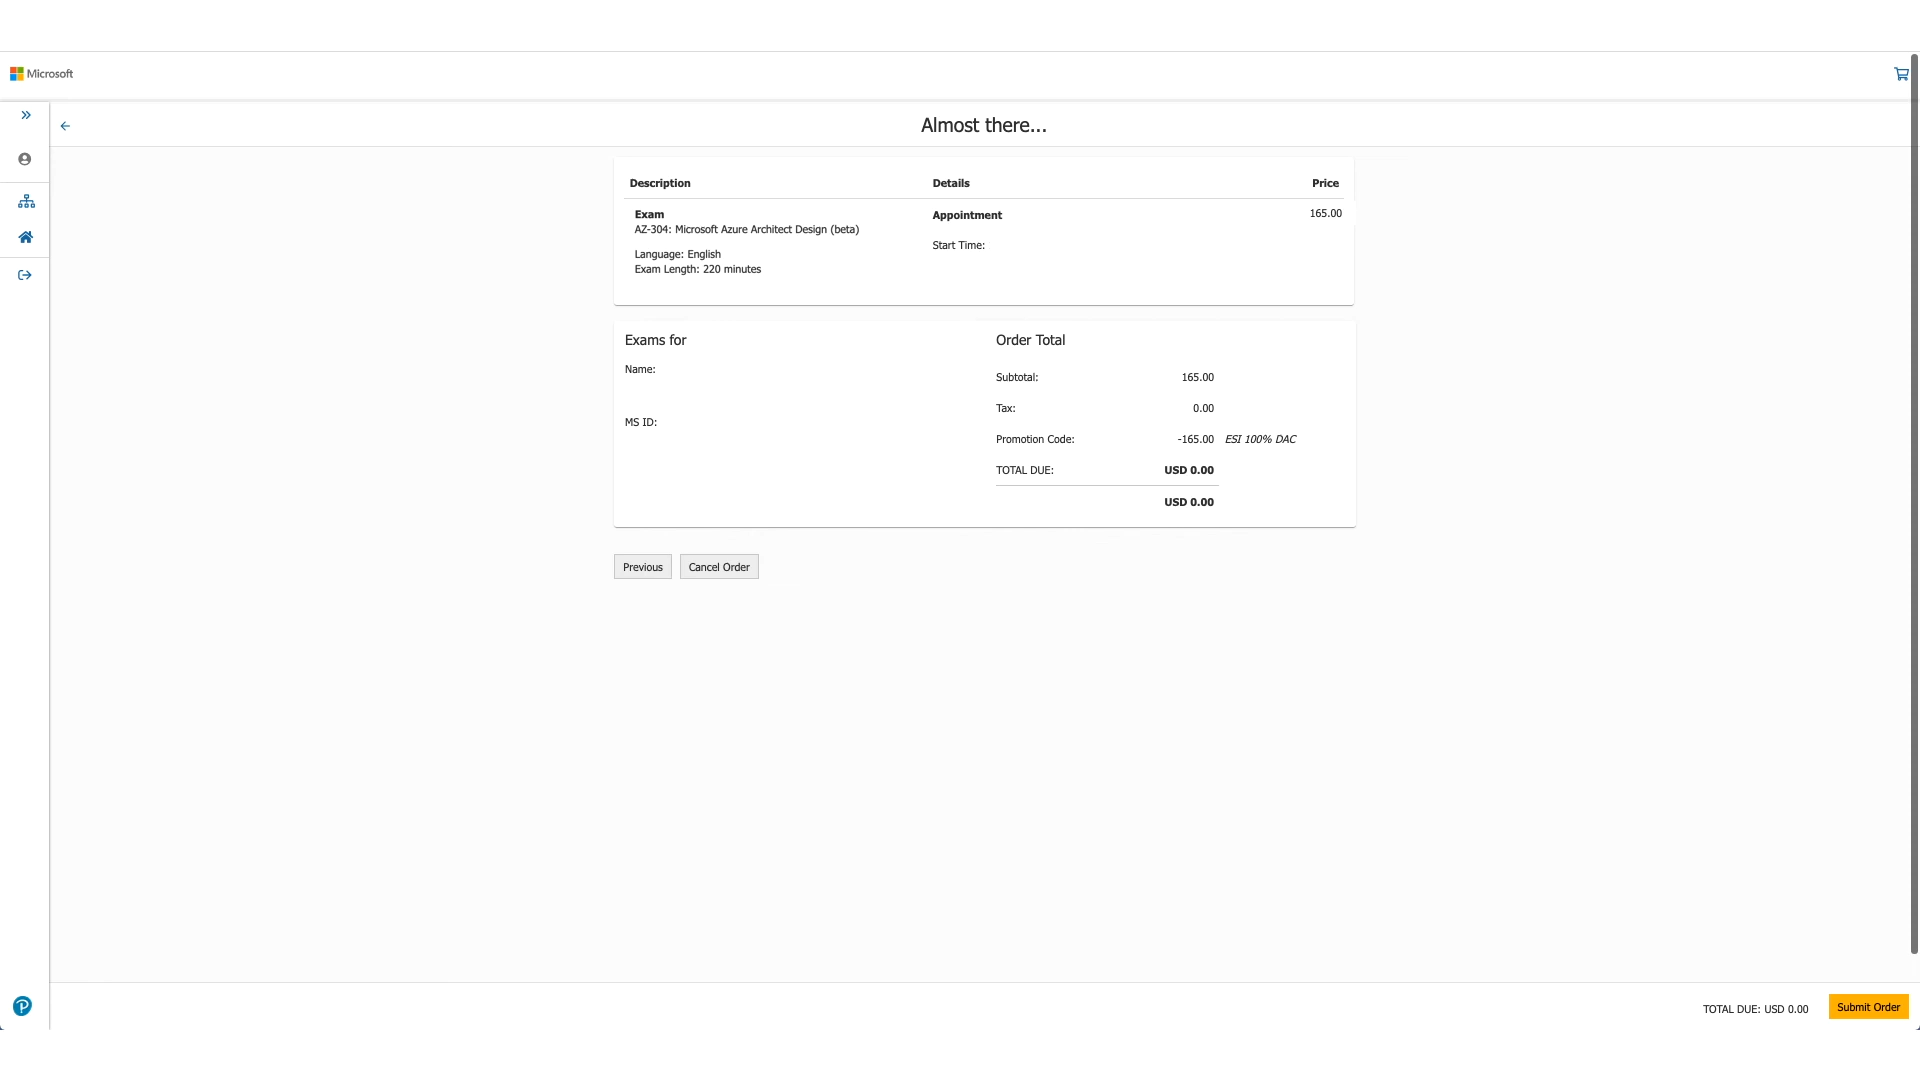 Microsoft
Almost there...
Description Details Price
Exam Appointment 165.00
AZ-304: Microsoft Azure Architect Design (beta)
Start Time:
Language: English
Exam Length: 220 minutes
Exams for
Name:
MS ID:
Order Total
Subtotal: 165.00
Tax: 0.00
Promotion Code: -165.00 ESI 100% DAC
TOTAL DUE: USD 0.00
USD 0.00
Previous Cancel Order
TOTAL DUE: USD 0.00 Submit Order